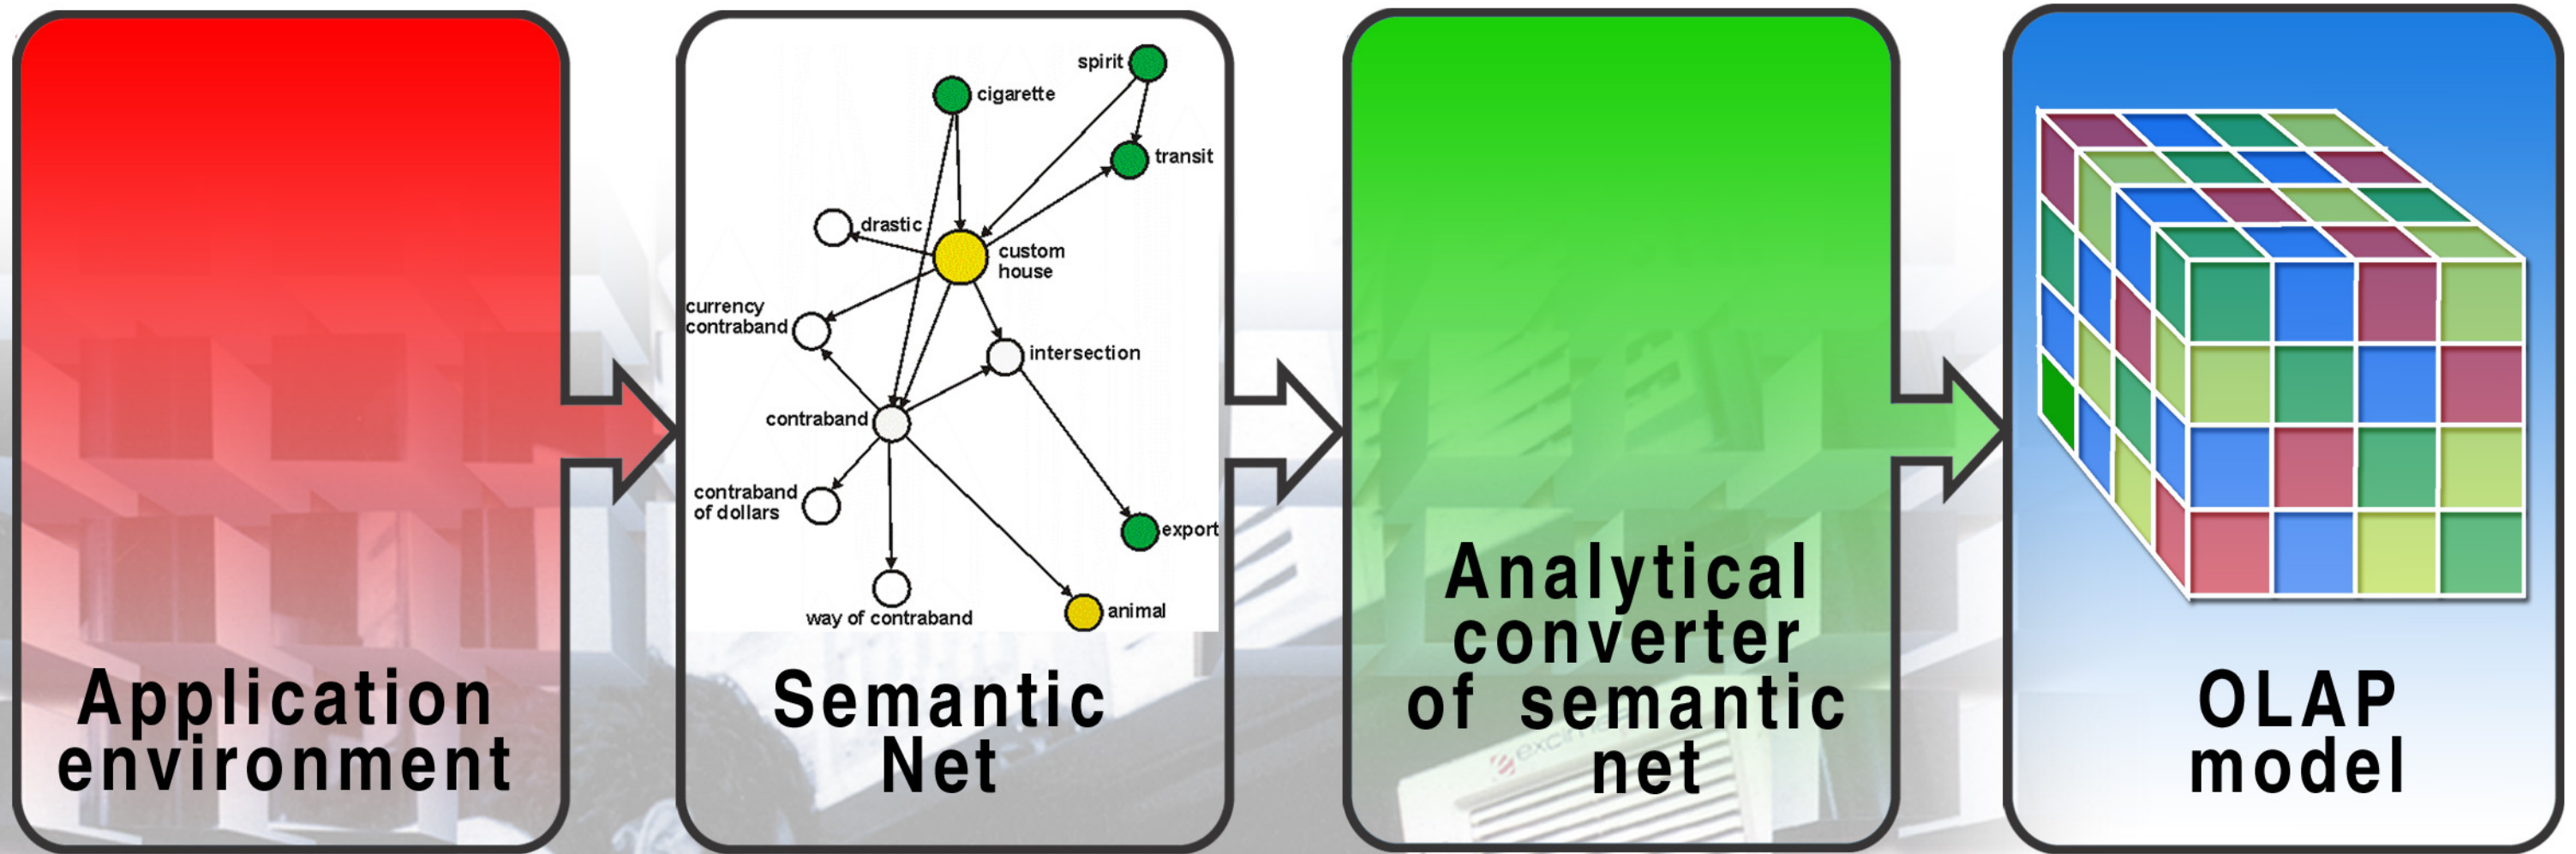 Application
environment
spirit
cigarette
transit
drastic
custom
house
currency
contraband
intersection
contraband
contraband
of dollars
export
way of contraband
animal
Semantic
Net
Analytical
converter
of semantic
net
OLAP
model